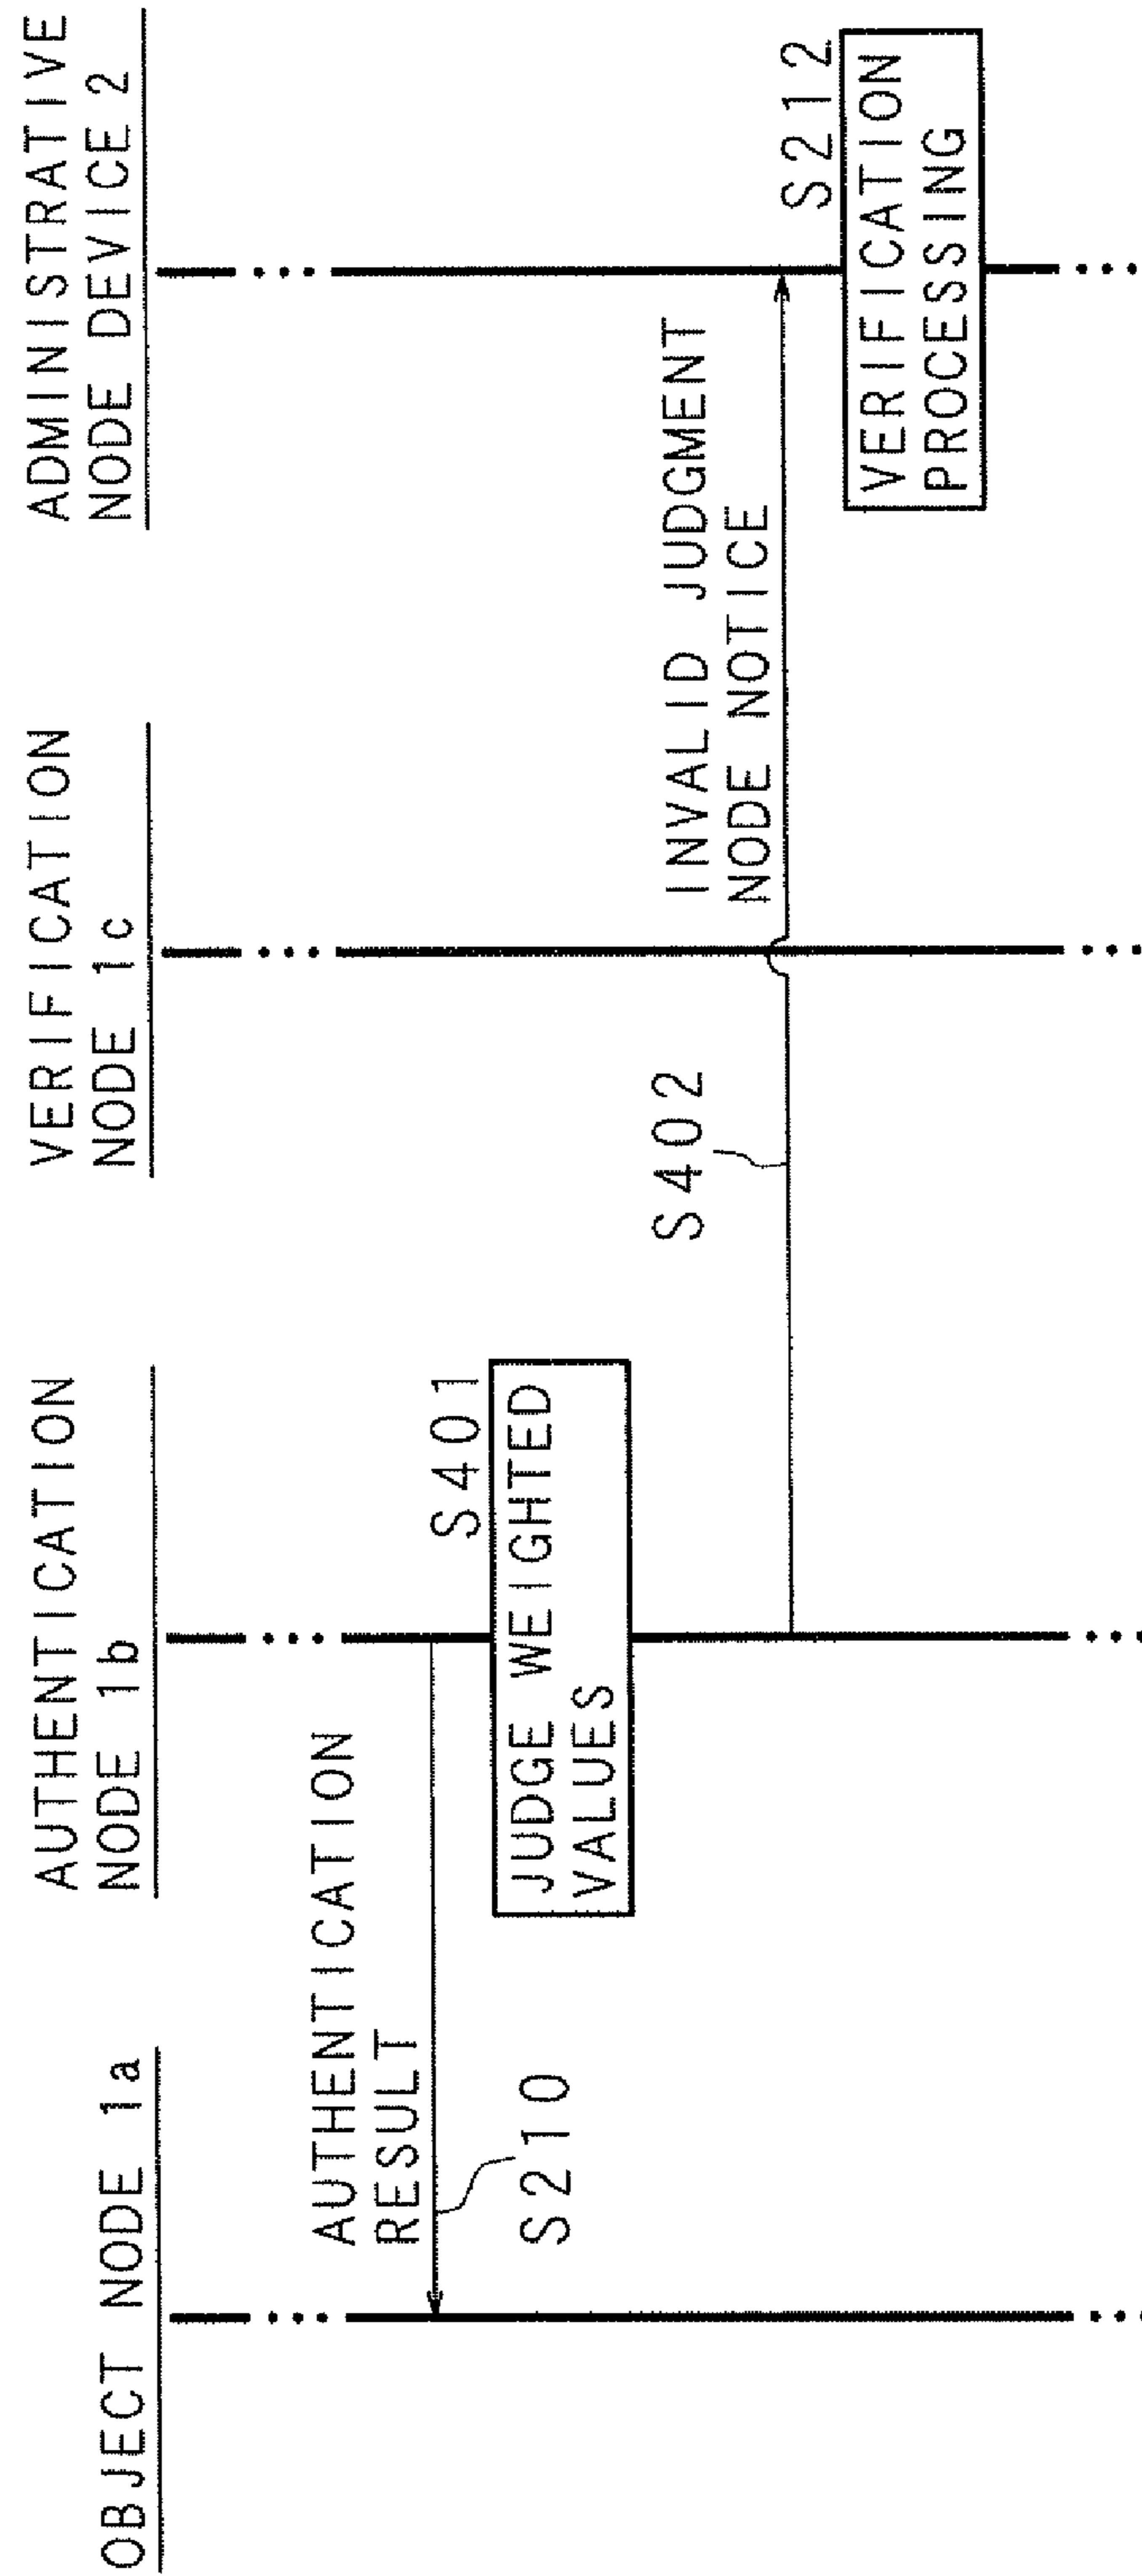 OBJECT NODE 1a
AUTHENTICATION
NODE 1b
VERIFICATION
NODE 1c
ADMINISTRATIVE
NODE DEVICE 2
AUTHENTICATION
RESULT
S210
S401
JUDGE WEIGHTED
VALUES
S402
INVALID JUDGMENT
NODE NOTICE
S212
VERIFICATION
PROCESSING